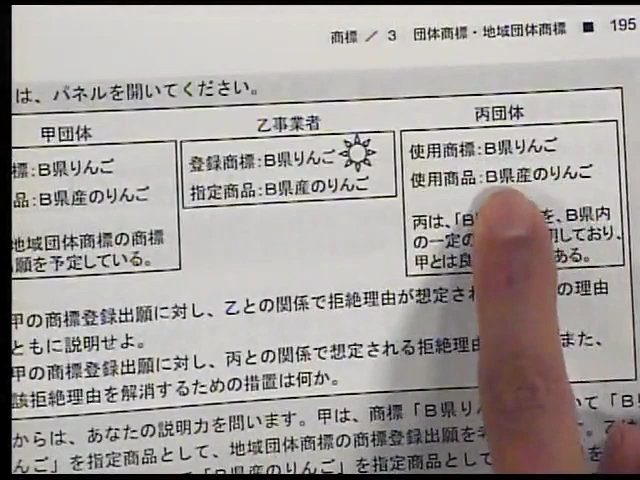 商標 ／ 3 団体商標・地域団体商標 ■ 195
は、パネルを開いてください。
甲団体
標：B県りんご
品：B県産のりんご
地域団体商標の商標
願を予定している。
乙事業者
登録商標：B県りんご
指定商品：B県産のりんご
丙団体
使用商標：B県りんご
使用商品：B県産のりんご
丙は、「B を、B県内
の一定の 用しており、
甲とは良 ある。
甲の商標登録出願に対し、乙との関係で拒絶理由が想定さ の理由
ともに説明せよ。
甲の商標登録出願に対し、丙との関係で想定される拒絶理由 また、
該拒絶理由を解消するための措置は何か。
からは、あなたの説明力を問います。甲は、商標「B県り いて「B
んご」を指定商品として、地域団体商標の商標登録出願を
「B県産のりんご」を指定商品として